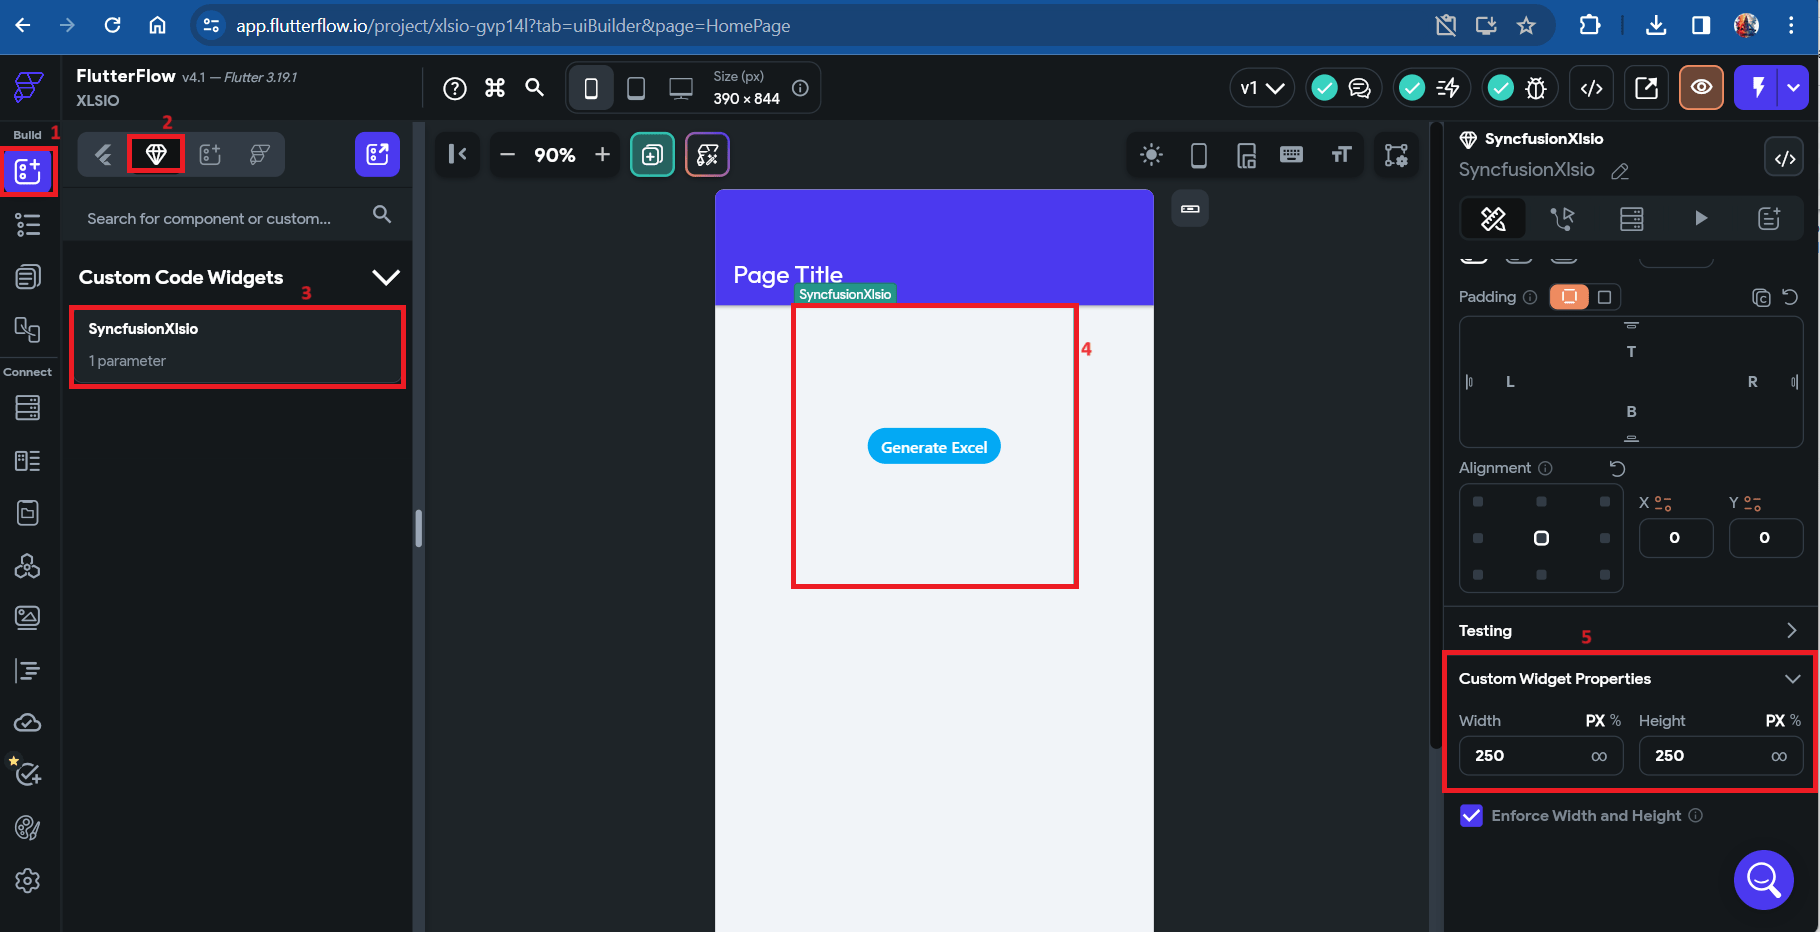 app.flutterflow.io/project/xlsio-gvp14l?tab=uiBuilder&page=HomePage
FlutterFlow v4.1 — Flutter 3.19.1
XLSIO
Size (px)
390 × 844
v1
Build 1
2
90%
Search for component or custom...
Custom Code Widgets
3
SyncfusionXlsio
1 parameter
Connect
Page Title
SyncfusionXlsio
4
Generate Excel
SyncfusionXlsio
SyncfusionXlsio
Padding
T
L
R
B
Alignment
X
Y
0
0
Testing
5
Custom Widget Properties
Width PX % Height PX %
250 ∞ 250 ∞
Enforce Width and Height